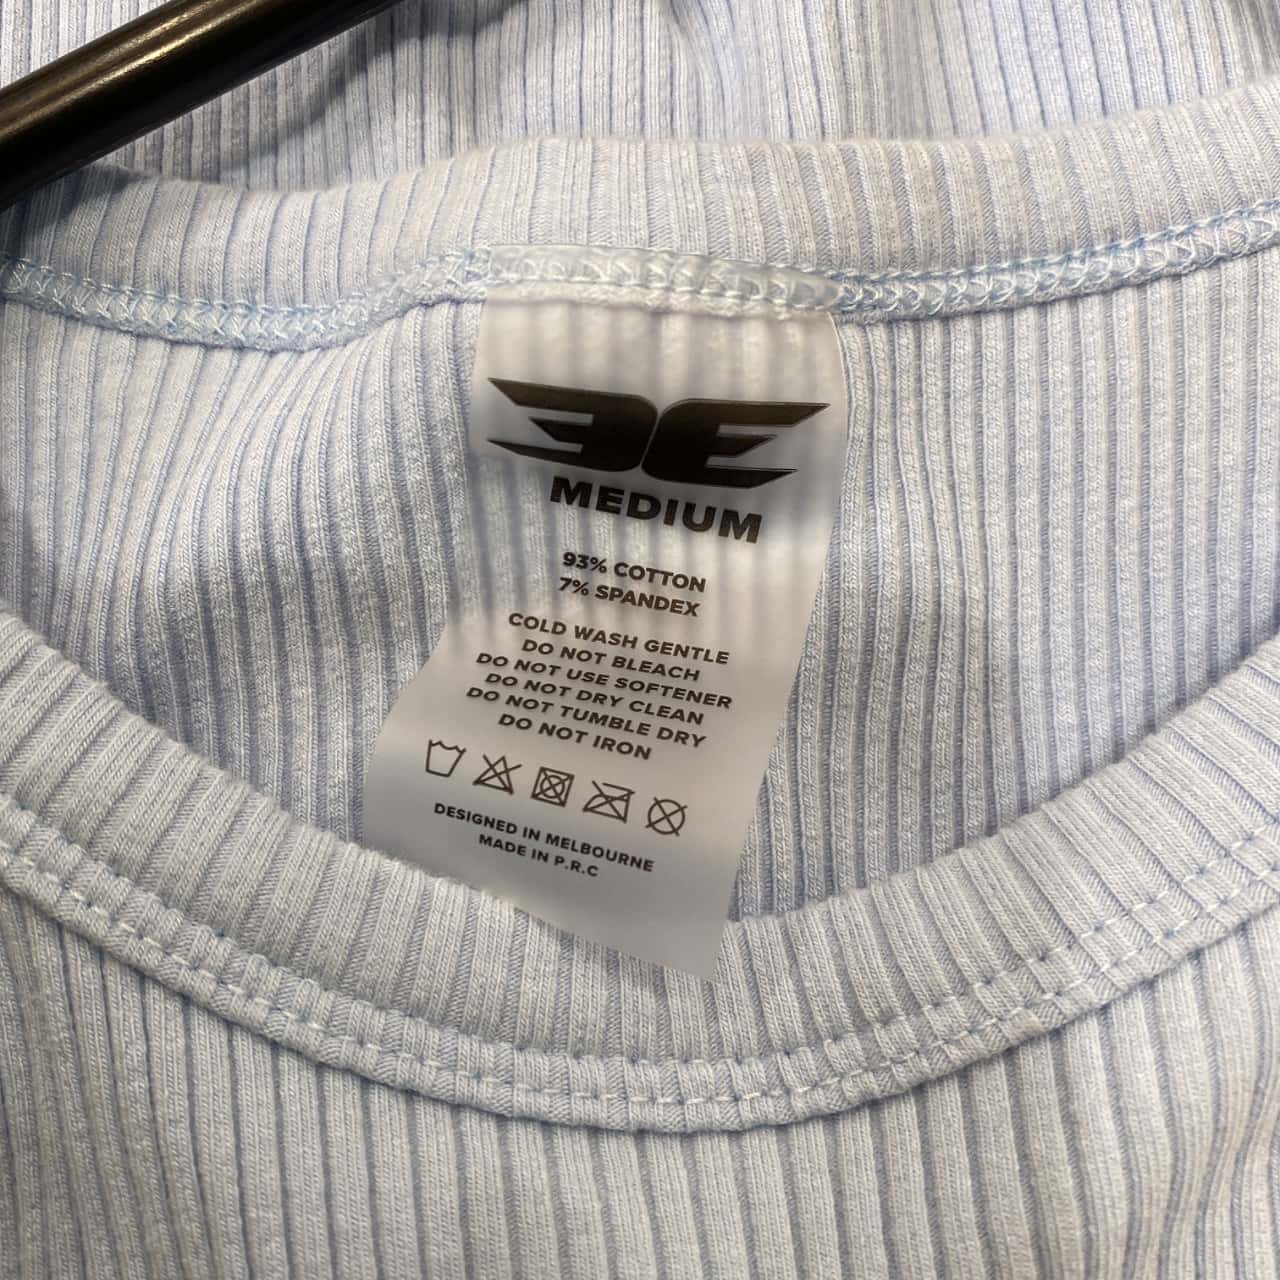 MEDIUM
93% COTTON
7% SPANDEX
COLD WASH GENTLE
DO NOT BLEACH
DO NOT USE SOFTENER
DO NOT DRY CLEAN
DO NOT TUMBLE DRY
DO NOT IRON
DESIGNED IN MELBOURNE
MADE IN P.R.C